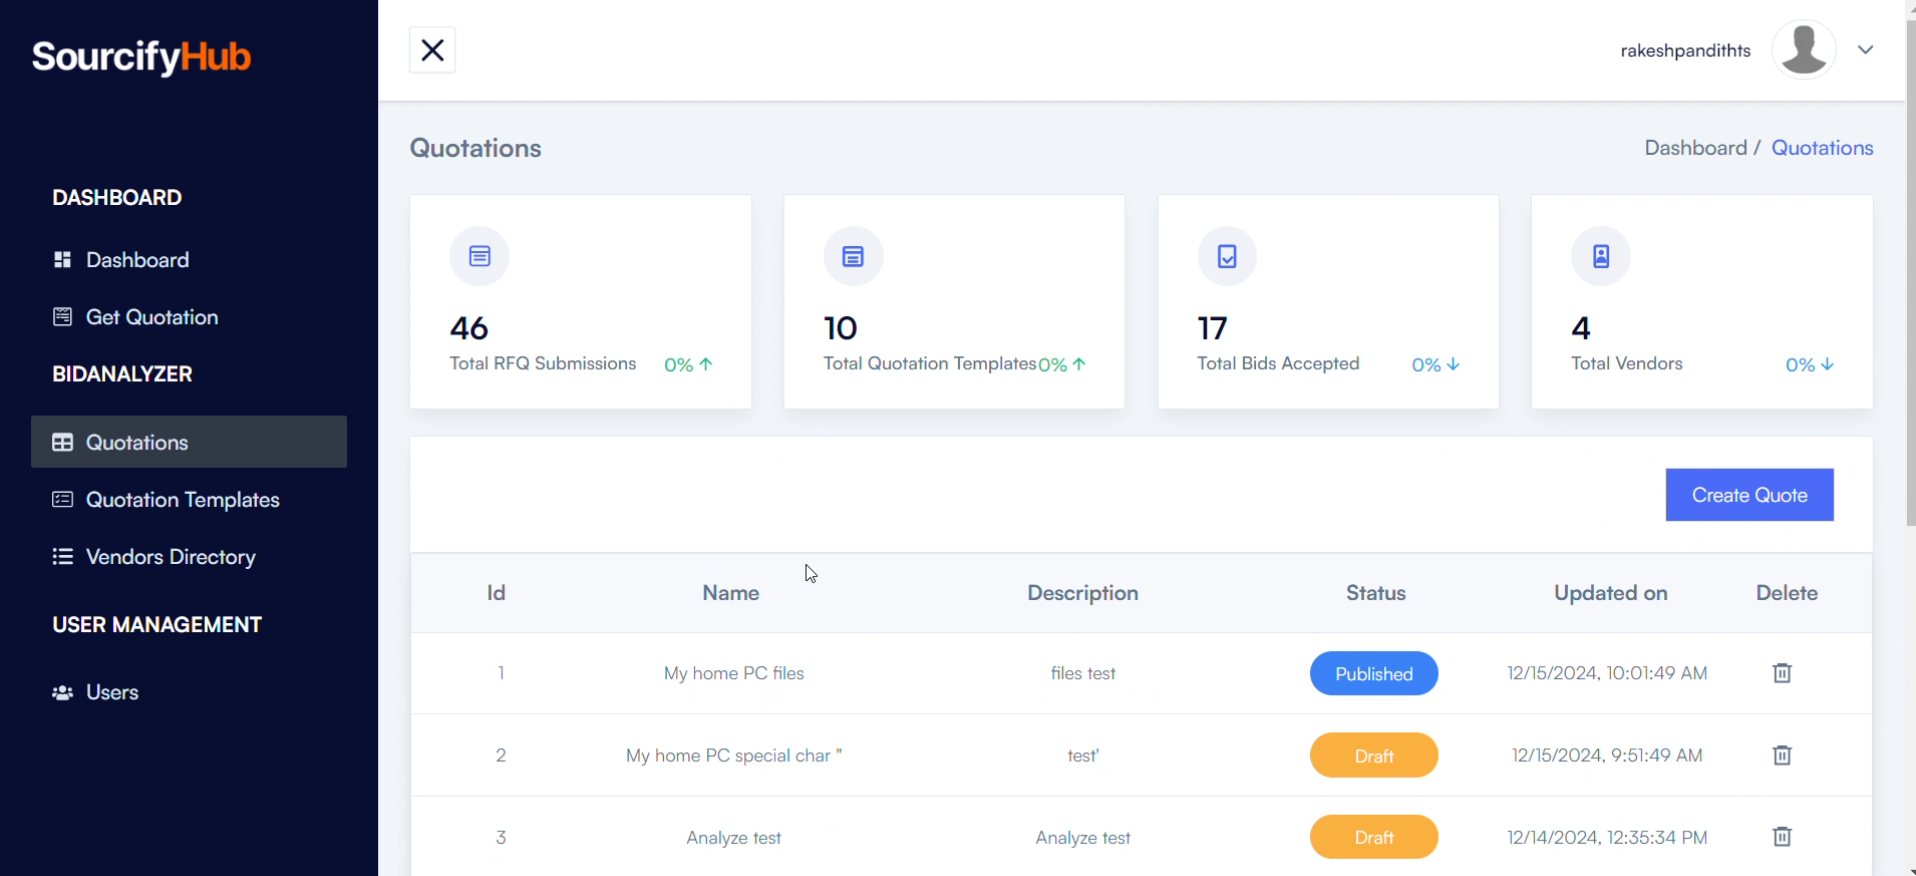 SourcifyHub
rakeshpandithts
DASHBOARD
Dashboard
Get Quotation
BIDANALYZER
Quotations
Quotation Templates
Vendors Directory
USER MANAGEMENT
Users
Quotations
Dashboard / Quotations
46
Total RFQ Submissions 0% ↑
10
Total Quotation Templates 0% ↑
17
Total Bids Accepted 0% ↓
4
Total Vendors 0% ↓
Create Quote
Id Name Description Status Updated on Delete
1 My home PC files files test Published 12/15/2024, 10:01:49 AM
2 My home PC special char " test' Draft 12/15/2024, 9:51:49 AM
3 Analyze test Analyze test Draft 12/14/2024, 12:35:34 PM